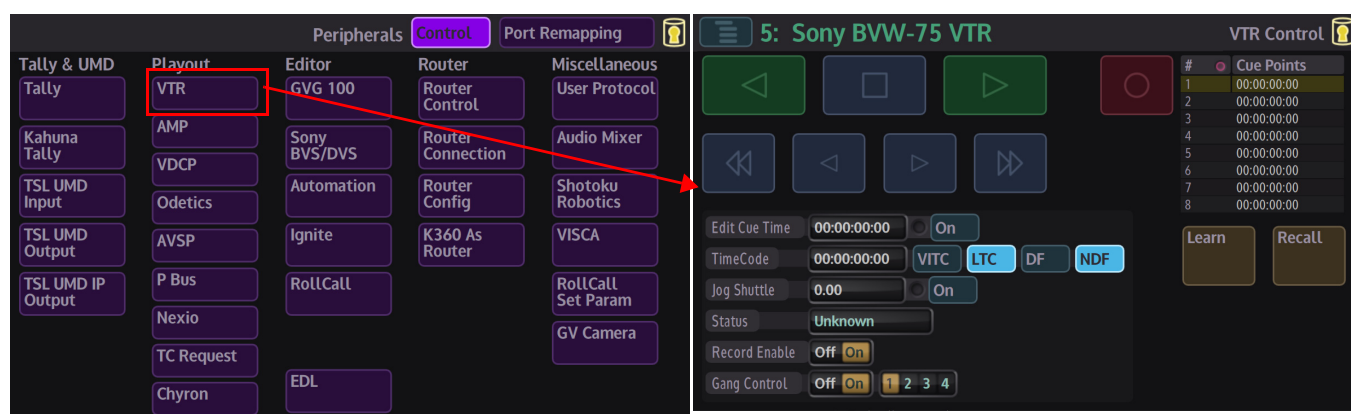 Peripherals Control Port Remapping
Tally & UMD Playout Editor Router Miscellaneous
Tally
Kahuna
Tally
TSL UMD
Input
TSL UMD
Output
TSL UMD IP
Output
VTR
AMP
VDCP
Odetics
AVSP
P Bus
Nexio
TC Request
Chyron
GVG 100
Sony
BVS/DVS
Automation
Ignite
RollCall
EDL
Router
Control
Router
Connection
Router
Config
K360 As
Router
User Protocol
Audio Mixer
Shotoku
Robotics
VISCA
RollCall
Set Param
GV Camera
5: Sony BVW-75 VTR
VTR Control
# Cue Points
1 00:00:00:00
2 00:00:00:00
3 00:00:00:00
4 00:00:00:00
5 00:00:00:00
6 00:00:00:00
7 00:00:00:00
8 00:00:00:00
Learn Recall
Edit Cue Time 00:00:00:00 On
TimeCode 00:00:00:00 VITC LTC DF NDF
Jog Shuttle 0.00 On
Status Unknown
Record Enable Off On
Gang Control Off On 1 2 3 4